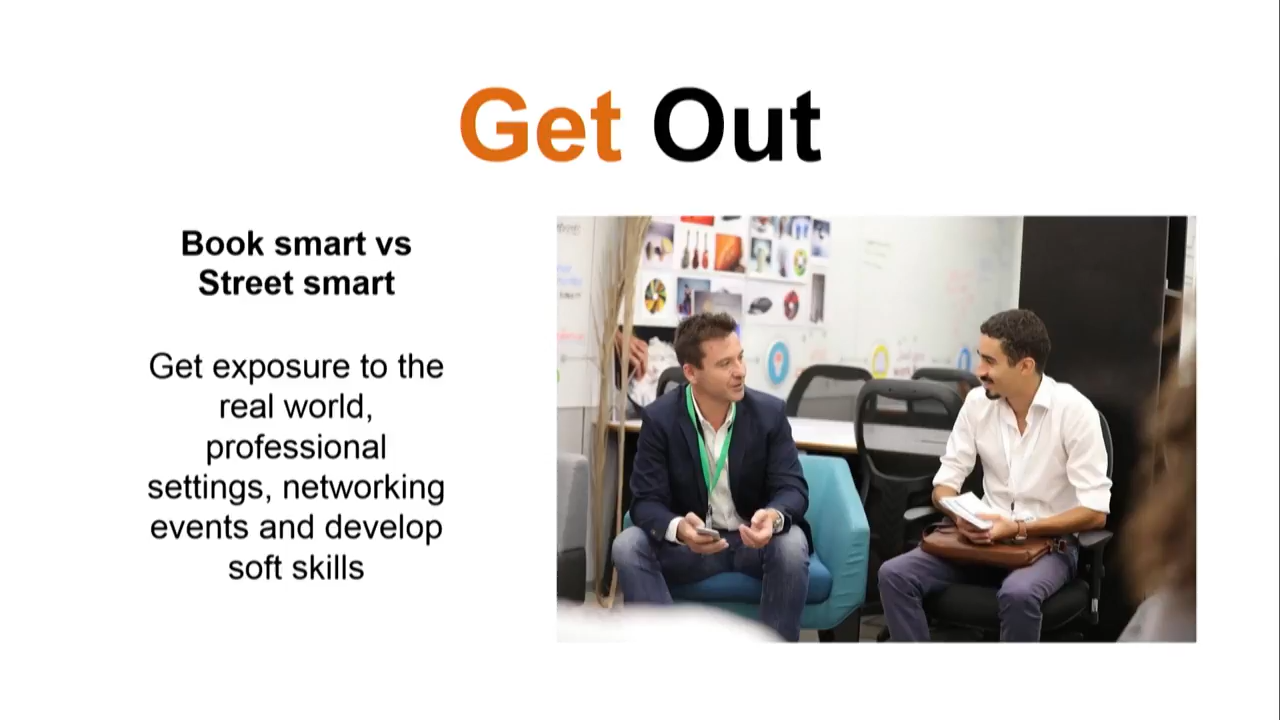 Get Out
Book smart vs
Street smart
Get exposure to the
real world,
professional
settings, networking
events and develop
soft skills